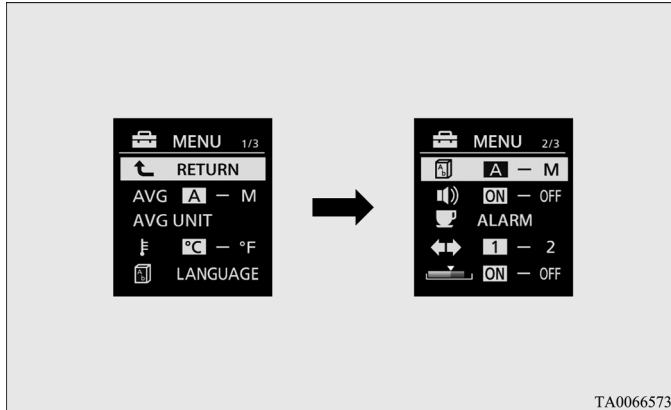 MENU 1/3
RETURN
AVG A – M
AVG UNIT
°C – °F
LANGUAGE
MENU 2/3
A – M
ON – OFF
ALARM
1 – 2
ON – OFF
TA0066573